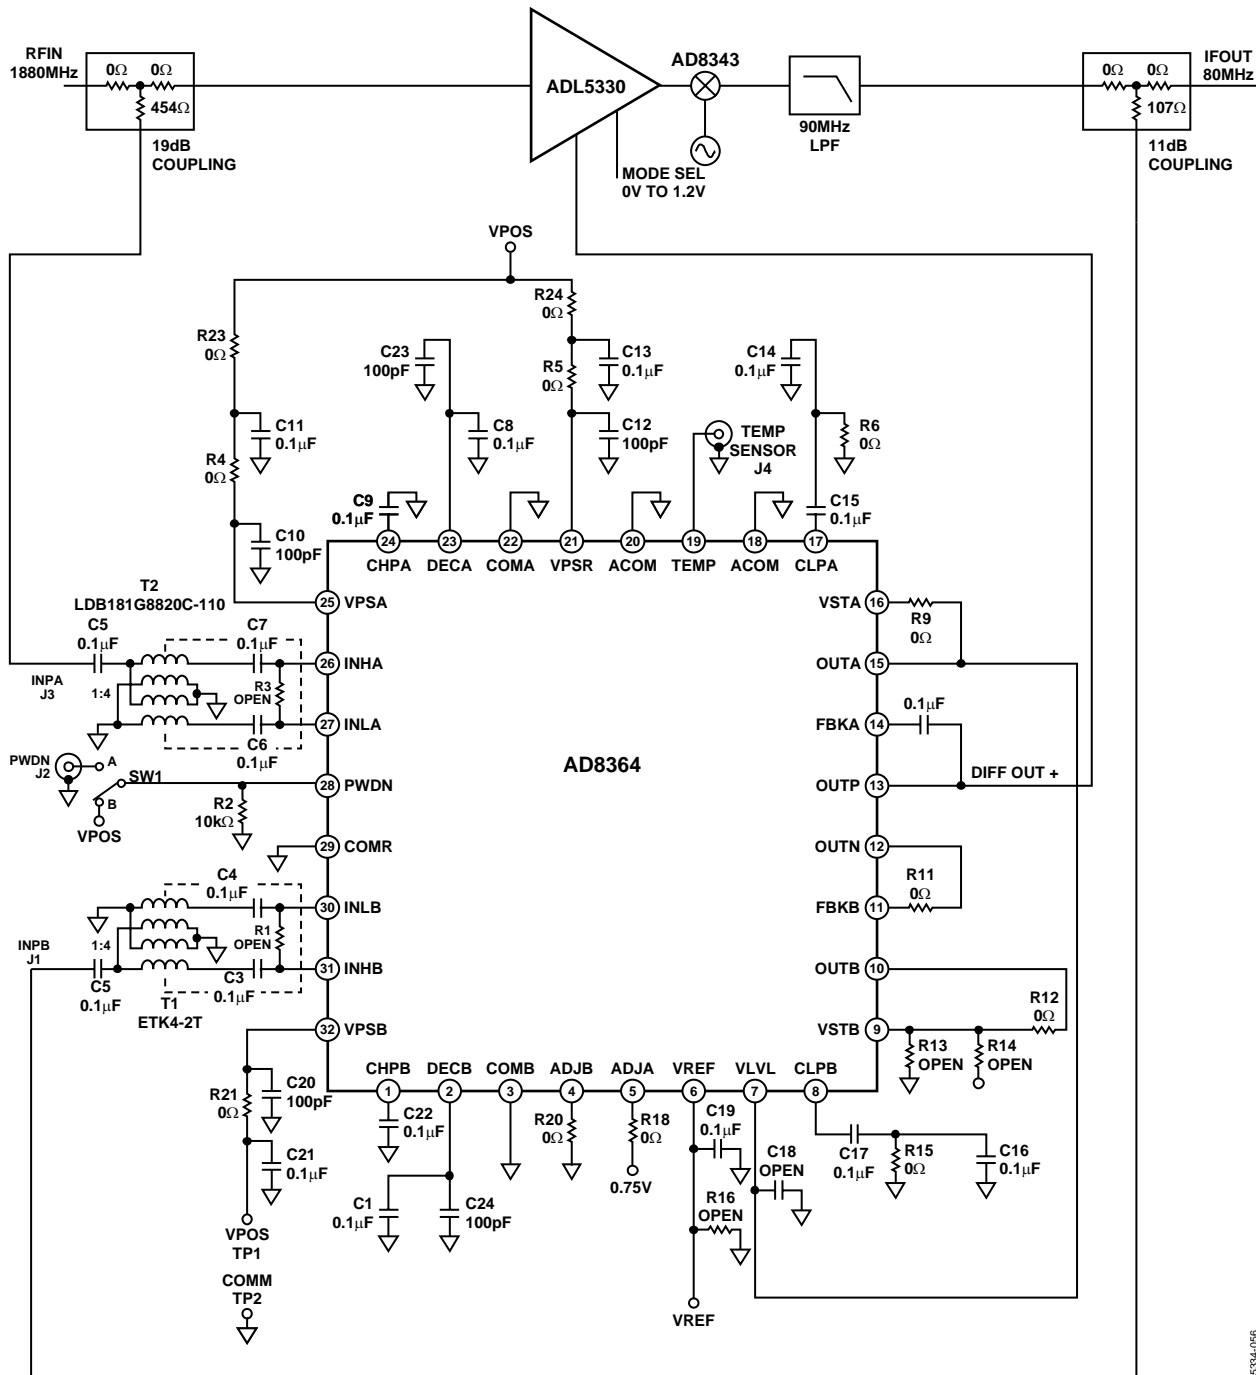 RFIN
1880MHz
0Ω 0Ω
454Ω
19dB
COUPLING
ADL5330
AD8343
90MHz
LPF
MODE SEL
0V TO 1.2V
0Ω 0Ω
107Ω
11dB
COUPLING
IFOUT
80MHz
VPOS
R23
0Ω
C11
0.1μF
R4
0Ω
C10
100pF
C23
100pF
C8
0.1μF
C9
0.1μF
R24
0Ω
R5
0Ω
C13
0.1μF
C12
100pF
TEMP
SENSOR
J4
C14
0.1μF
R6
0Ω
C15
0.1μF
24 23 22 21 20 19 18 17
CHPA DECA COMA VPSR ACOM TEMP ACOM CLPA
T2
LDB181G8820C-110
C5
0.1μF
C7
0.1μF
INPA
J3
1:4
R3
OPEN
C6
0.1μF
PWDN
J2
A
SW1
B
VPOS
R2
10kΩ
C4
0.1μF
INPB
J1
1:4
R1
OPEN
C5
0.1μF
C3
0.1μF
T1
ETK4-2T
25 VPSA
26 INHA
27 INLA
28 PWDN
29 COMR
30 INLB
31 INHB
32 VPSB
AD8364
VSTA 16
OUTA 15
FBKA 14
OUTP 13
OUTN 12
FBKB 11
OUTB 10
VSTB 9
R9
0Ω
0.1μF
DIFF OUT +
R11
0Ω
R12
0Ω
R13
OPEN
R14
OPEN
CHPB DECB COMB ADJB ADJA VREF VLVL CLPB
1 2 3 4 5 6 7 8
R21
0Ω
C20
100pF
C21
0.1μF
VPOS
TP1
COMM
TP2
C22
0.1μF
C1
0.1μF
C24
100pF
R20
0Ω
R18
0Ω
0.75V
C19
0.1μF
R16
OPEN
VREF
C18
OPEN
C17
0.1μF
R15
0Ω
C16
0.1μF
5334-056